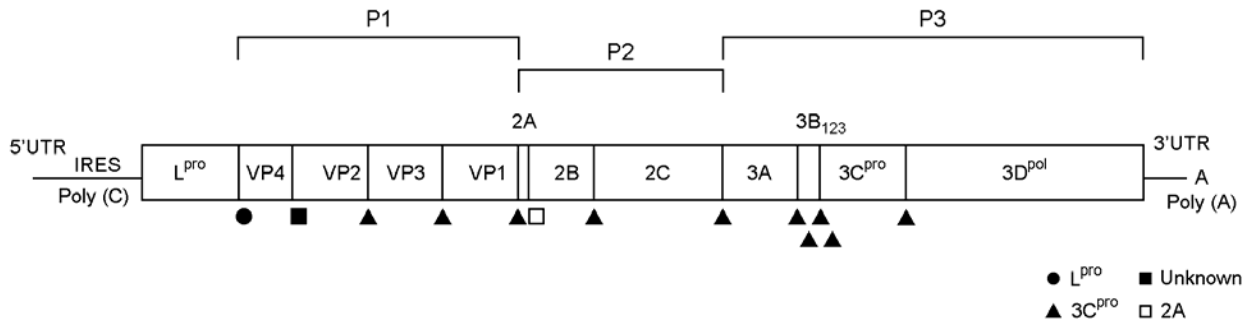 P1
P3
P2
2A
3B123
5'UTR
IRES
Poly (C)
Lpro
VP4
VP2
VP3
VP1
2B
2C
3A
3Cpro
3Dpol
3'UTR
A
Poly (A)
Lpro
Unknown
3Cpro
2A